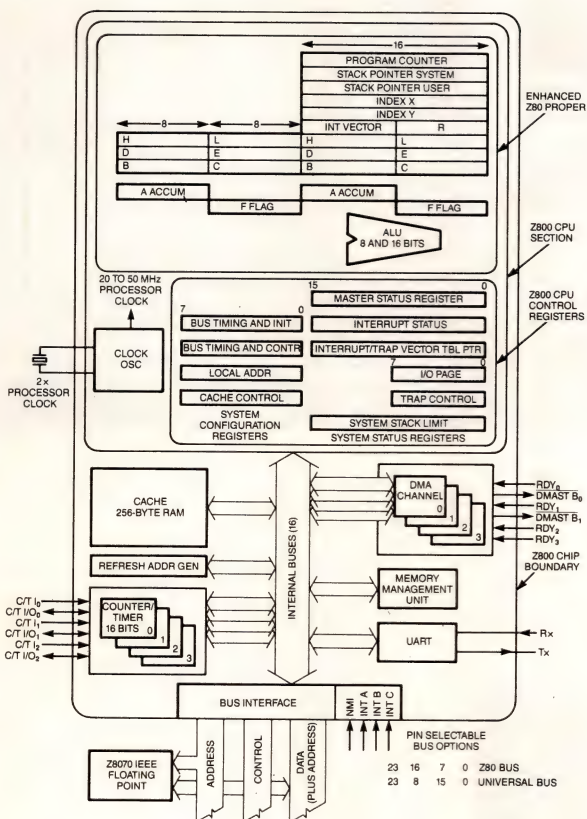 16
PROGRAM COUNTER
STACK POINTER SYSTEM
STACK POINTER USER
INDEX X
INDEX Y
8 8 INT VECTOR R
H L H L
D E D E
B C B C
A ACCUM A ACCUM
F FLAG F FLAG
ALU
8 AND 16 BITS
ENHANCED
Z80 PROPER
Z800 CPU
SECTION
Z800 CPU
CONTROL
REGISTERS
20 TO 50 MHz
PROCESSOR
CLOCK
CLOCK
OSC
2x
PROCESSOR
CLOCK
15 0
MASTER STATUS REGISTER
7 0
BUS TIMING AND INIT
INTERRUPT STATUS
BUS TIMING AND CONTR
INTERRUPT/TRAP VECTOR TBL PTR
7 0
LOCAL ADDR
I/O PAGE
CACHE CONTROL
TRAP CONTROL
SYSTEM
CONFIGURATION
REGISTERS
SYSTEM STACK LIMIT
SYSTEM STATUS REGISTERS
CACHE
256-BYTE RAM
REFRESH ADDR GEN
INTERNAL BUSES (16)
DMA
CHANNEL
0
1
2
3
RDY0
DMAST B0
RDY1
DMAST B1
RDY2
RDY3
Z800 CHIP
BOUNDARY
MEMORY
MANAGEMENT
UNIT
UART
Rx
Tx
C/T I0
C/T I/O0
C/T I1
C/T I/O1
C/T I2
C/T I/O2
COUNTER/
TIMER
16 BITS 0
1
2
3
BUS INTERFACE
NMI
INT A
INT B
INT C
Z8070 IEEE
FLOATING
POINT
ADDRESS
CONTROL
DATA
(PLUS ADDRESS)
PIN SELECTABLE
BUS OPTIONS
23 16 7 0 Z80 BUS
23 8 15 0 UNIVERSAL BUS